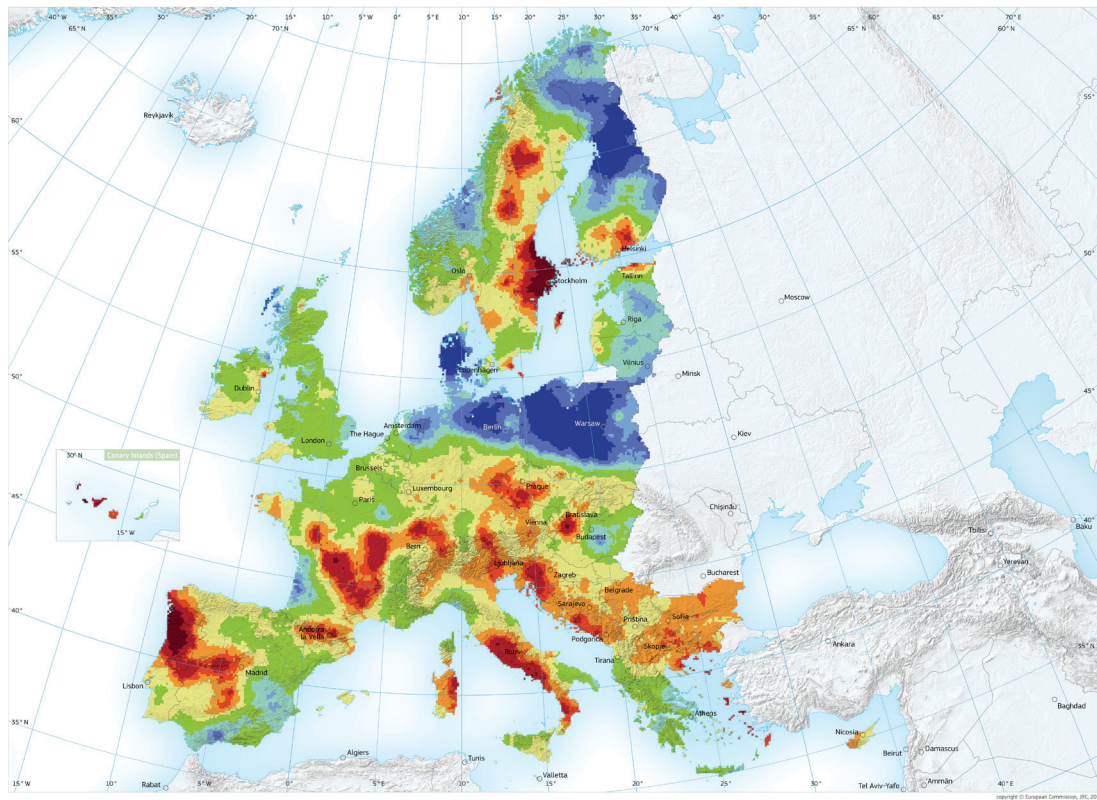 40° W 35° W 30° W 25° W 20° W 15° W 10° W 5° W 0° 5° E 10° E 15° E 20° E 25° E 30° E 35° E 40° E 45° E 50° E 55° E 60° E 70° E
65° N 70°N 70°N 65° N 60° N
Reykjavík
60°
55°
Oslo
Helsinki
Tallinn
Stockholm
Moscow
Riga
55° N
Vilnius
Minsk
50° N
Dublin
Amsterdam
The Hague
Berlin
Warsaw
London
Kiev
45° N
Brussels
Luxembourg
Prague
Paris
30° N
Canary Islands (Spain)
15° W
Vienna
Bratislava
Budapest
Chișinău
40°
Tbilisi
Baku
Bern
Ljubljana
Zagreb
Yerevan
45° N
Belgrade
Bucharest
Sarajevo
Priština
Sofia
40° N
Andorra
la Vella
Podgorica
Skopje
Rome
Tirana
Ankara
35° N
Madrid
Lisbon
Baghdad
35° N
Athens
Nicosia
Beirut
Damascus
Algiers
Tunis
Valletta
Rabat
Tel Aviv-Yafo
Ammān
15° W 10° W 5°W 0° 5°E 10° E 15° E 20° E 25° E 30° E 35° E 40° E
copyright © European Commission, JRC, 20